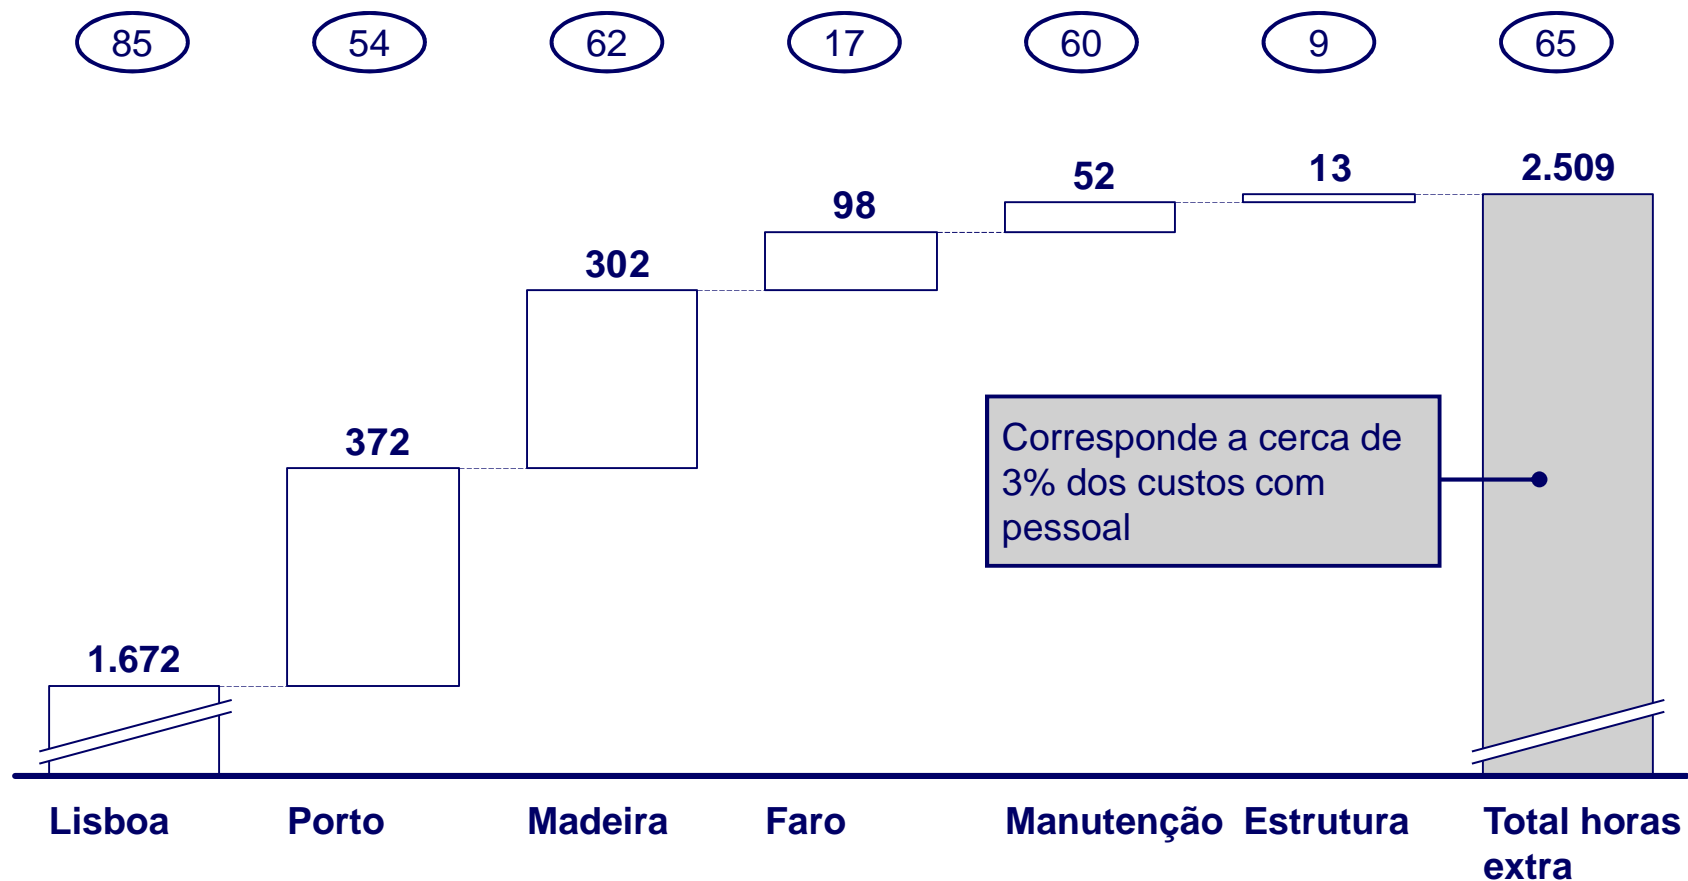 85 54 62 17 60 9 65
1.672
372
302
98
52
13
2.509
Corresponde a cerca de
3% dos custos com
pessoal
Lisboa Porto Madeira Faro Manutenção Estrutura Total horas
extra